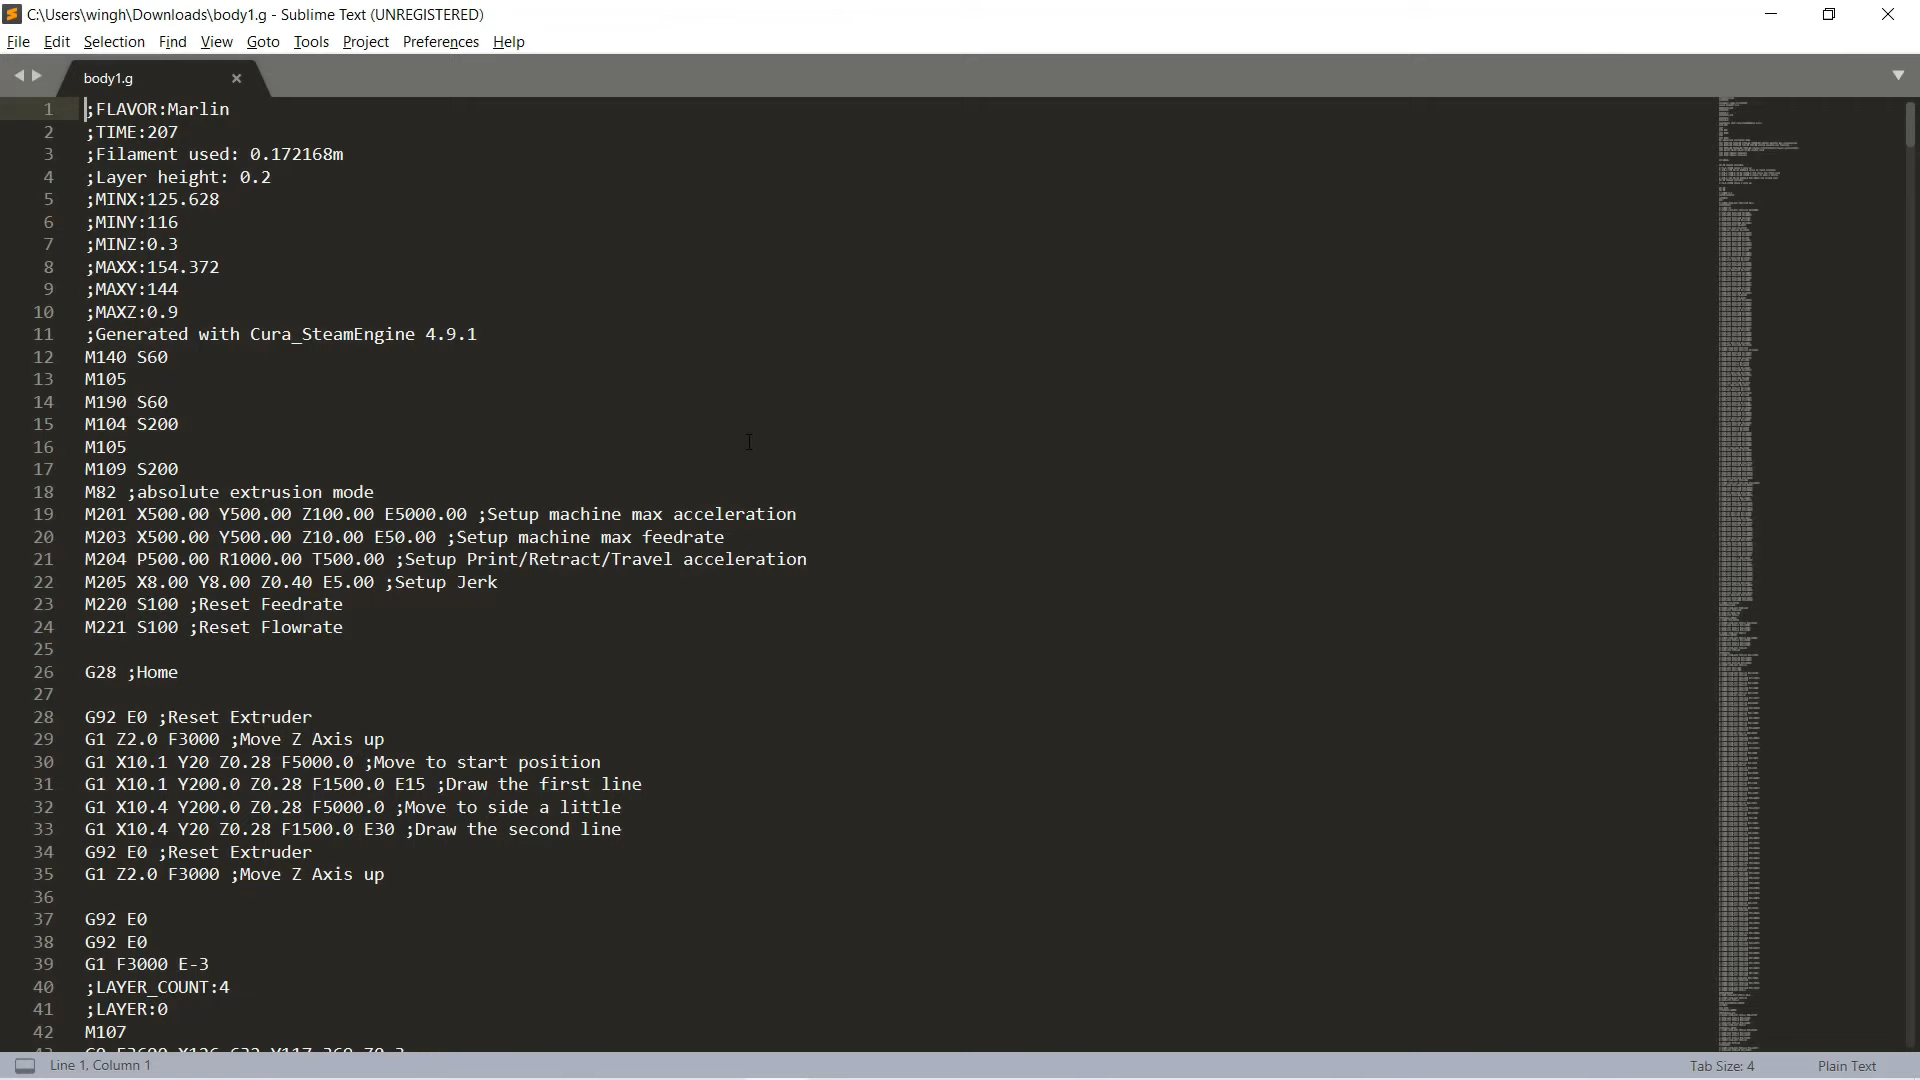 C:\Users\wingh\Downloads\body1.g - Sublime Text (UNREGISTERED)
File Edit Selection Find View Goto Tools Project Preferences Help
body1.g
1 ;FLAVOR:Marlin
2 ;TIME:207
3 ;Filament used: 0.172168m
4 ;Layer height: 0.2
5 ;MINX:125.628
6 ;MINY:116
7 ;MINZ:0.3
8 ;MAXX:154.372
9 ;MAXY:144
10 ;MAXZ:0.9
11 ;Generated with Cura_SteamEngine 4.9.1
12 M140 S60
13 M105
14 M190 S60
15 M104 S200
16 M105
17 M109 S200
18 M82 ;absolute extrusion mode
19 M201 X500.00 Y500.00 Z100.00 E5000.00 ;Setup machine max acceleration
20 M203 X500.00 Y500.00 Z10.00 E50.00 ;Setup machine max feedrate
21 M204 P500.00 R1000.00 T500.00 ;Setup Print/Retract/Travel acceleration
22 M205 X8.00 Y8.00 Z0.40 E5.00 ;Setup Jerk
23 M220 S100 ;Reset Feedrate
24 M221 S100 ;Reset Flowrate
25
26 G28 ;Home
27
28 G92 E0 ;Reset Extruder
29 G1 Z2.0 F3000 ;Move Z Axis up
30 G1 X10.1 Y20 Z0.28 F5000.0 ;Move to start position
31 G1 X10.1 Y200.0 Z0.28 F1500.0 E15 ;Draw the first line
32 G1 X10.4 Y200.0 Z0.28 F5000.0 ;Move to side a little
33 G1 X10.4 Y20 Z0.28 F1500.0 E30 ;Draw the second line
34 G92 E0 ;Reset Extruder
35 G1 Z2.0 F3000 ;Move Z Axis up
36
37 G92 E0
38 G92 E0
39 G1 F3000 E-3
40 ;LAYER_COUNT:4
41 ;LAYER:0
42 M107
Line 1, Column 1
Tab Size: 4 Plain Text